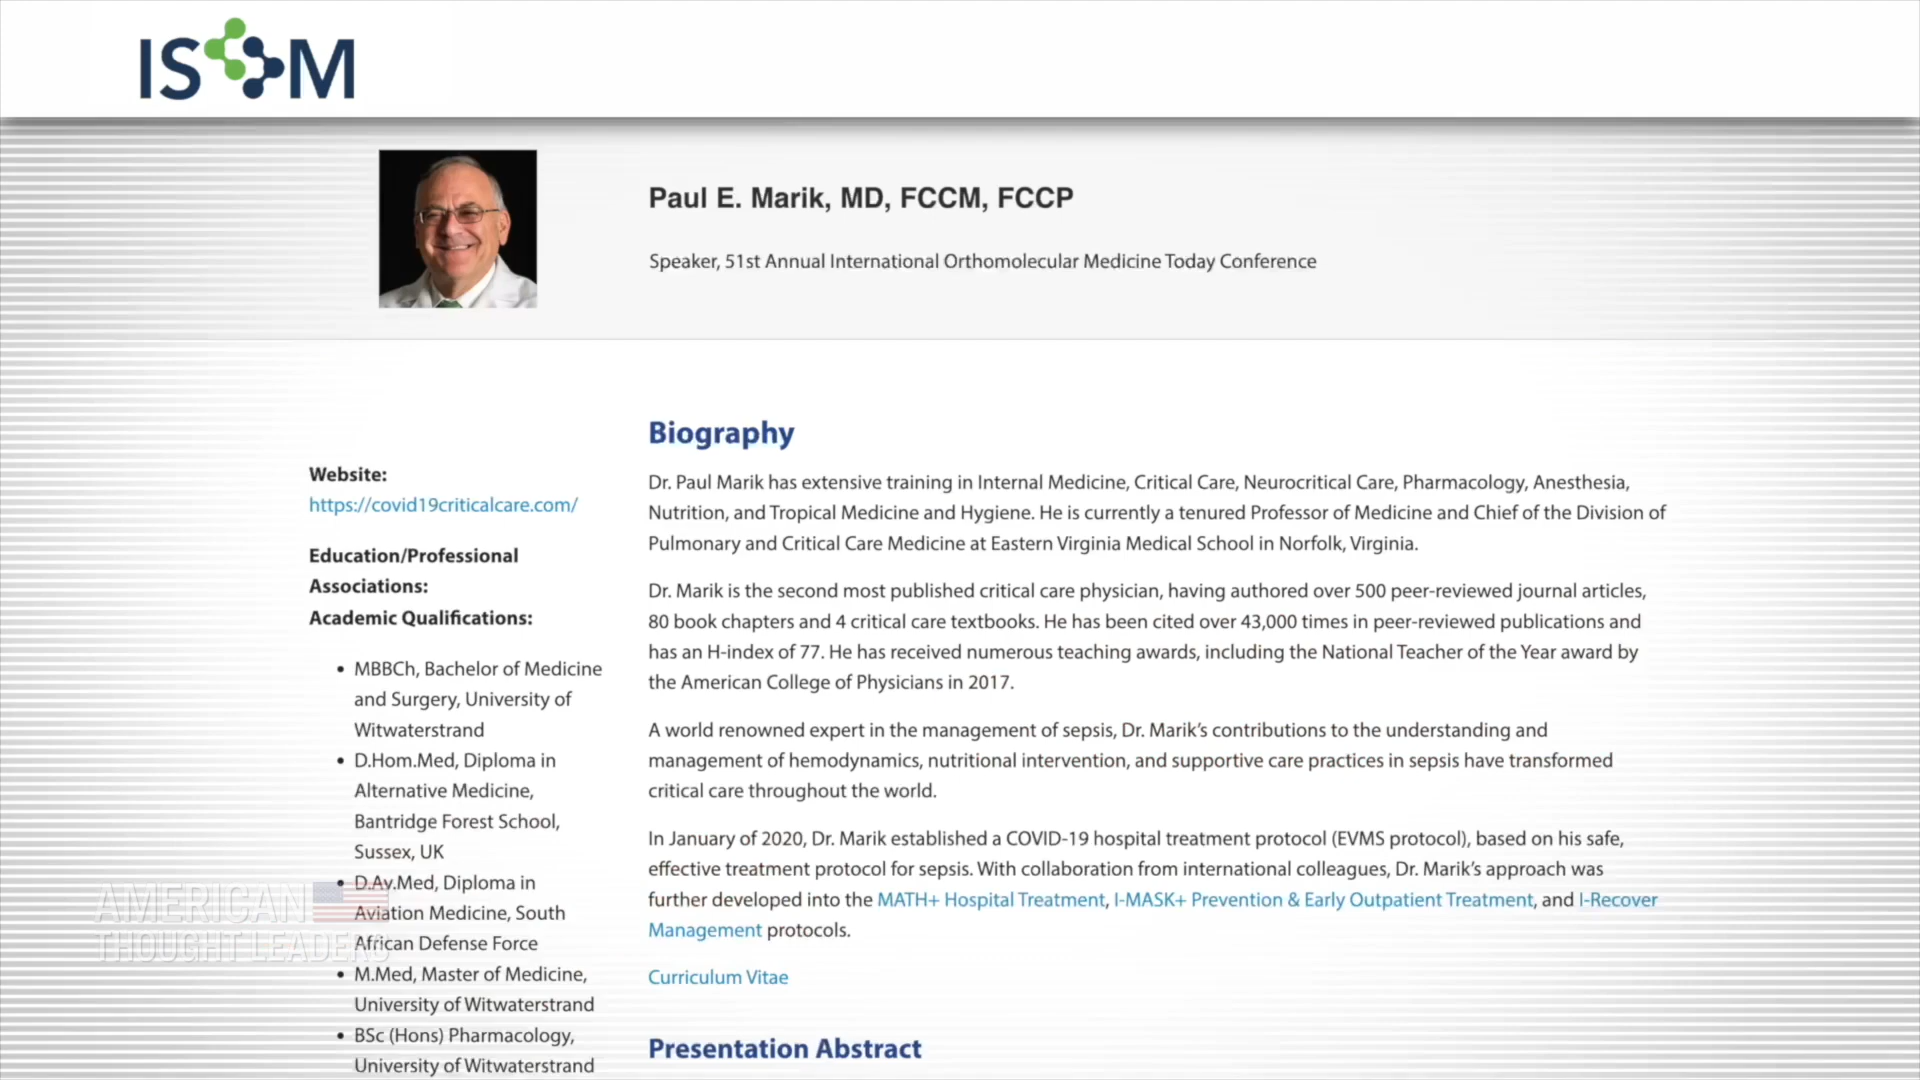 ISOM
Paul E. Marik, MD, FCCM, FCCP
Speaker, 51st Annual International Orthomolecular Medicine Today Conference
Website:
https://covid19criticalcare.com/
Education/Professional
Associations:
Academic Qualifications:
• MBBCh, Bachelor of Medicine
and Surgery, University of
Witwaterstrand
• D.Hom.Med, Diploma in
Alternative Medicine,
Bantridge Forest School,
Sussex, UK
• D.Av.Med, Diploma in
Aviation Medicine, South
African Defense Force
• M.Med, Master of Medicine,
University of Witwaterstrand
• BSc (Hons) Pharmacology,
University of Witwaterstrand
Biography
Dr. Paul Marik has extensive training in Internal Medicine, Critical Care, Neurocritical Care, Pharmacology, Anesthesia,
Nutrition, and Tropical Medicine and Hygiene. He is currently a tenured Professor of Medicine and Chief of the Division of
Pulmonary and Critical Care Medicine at Eastern Virginia Medical School in Norfolk, Virginia.
Dr. Marik is the second most published critical care physician, having authored over 500 peer-reviewed journal articles,
80 book chapters and 4 critical care textbooks. He has been cited over 43,000 times in peer-reviewed publications and
has an H-index of 77. He has received numerous teaching awards, including the National Teacher of the Year award by
the American College of Physicians in 2017.
A world renowned expert in the management of sepsis, Dr. Marik’s contributions to the understanding and
management of hemodynamics, nutritional intervention, and supportive care practices in sepsis have transformed
critical care throughout the world.
In January of 2020, Dr. Marik established a COVID-19 hospital treatment protocol (EVMS protocol), based on his safe,
effective treatment protocol for sepsis. With collaboration from international colleagues, Dr. Marik’s approach was
further developed into the MATH+ Hospital Treatment, I-MASK+ Prevention & Early Outpatient Treatment, and I-Recover
Management protocols.
Curriculum Vitae
Presentation Abstract
AMERICAN
THOUGHT LEADERS